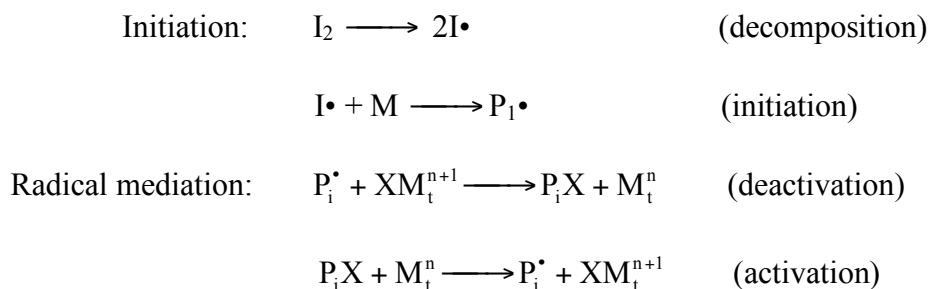 Initiation: I₂ ⟶ 2I• (decomposition)
I• + M ⟶ P₁• (initiation)
Radical mediation: Pᵢ• + XMₜⁿ⁺¹ ⟶ PᵢX + Mₜⁿ (deactivation)
PᵢX + Mₜⁿ ⟶ Pᵢ• + XMₜⁿ⁺¹ (activation)